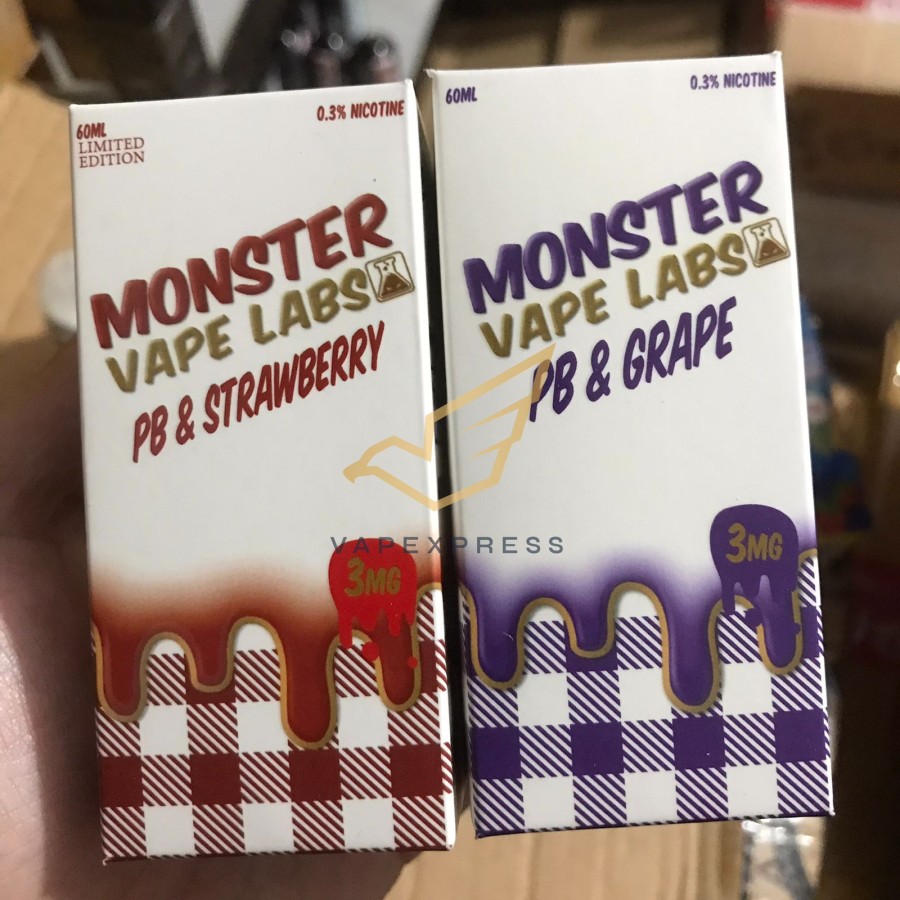 60ML
LIMITED
EDITION
0.3% NICOTINE
MONSTER
VAPE LABS
PB & STRAWBERRY
3MG
60ML
0.3% NICOTINE
MONSTER
VAPE LABS
PB & GRAPE
3MG
VAPEXPRESS